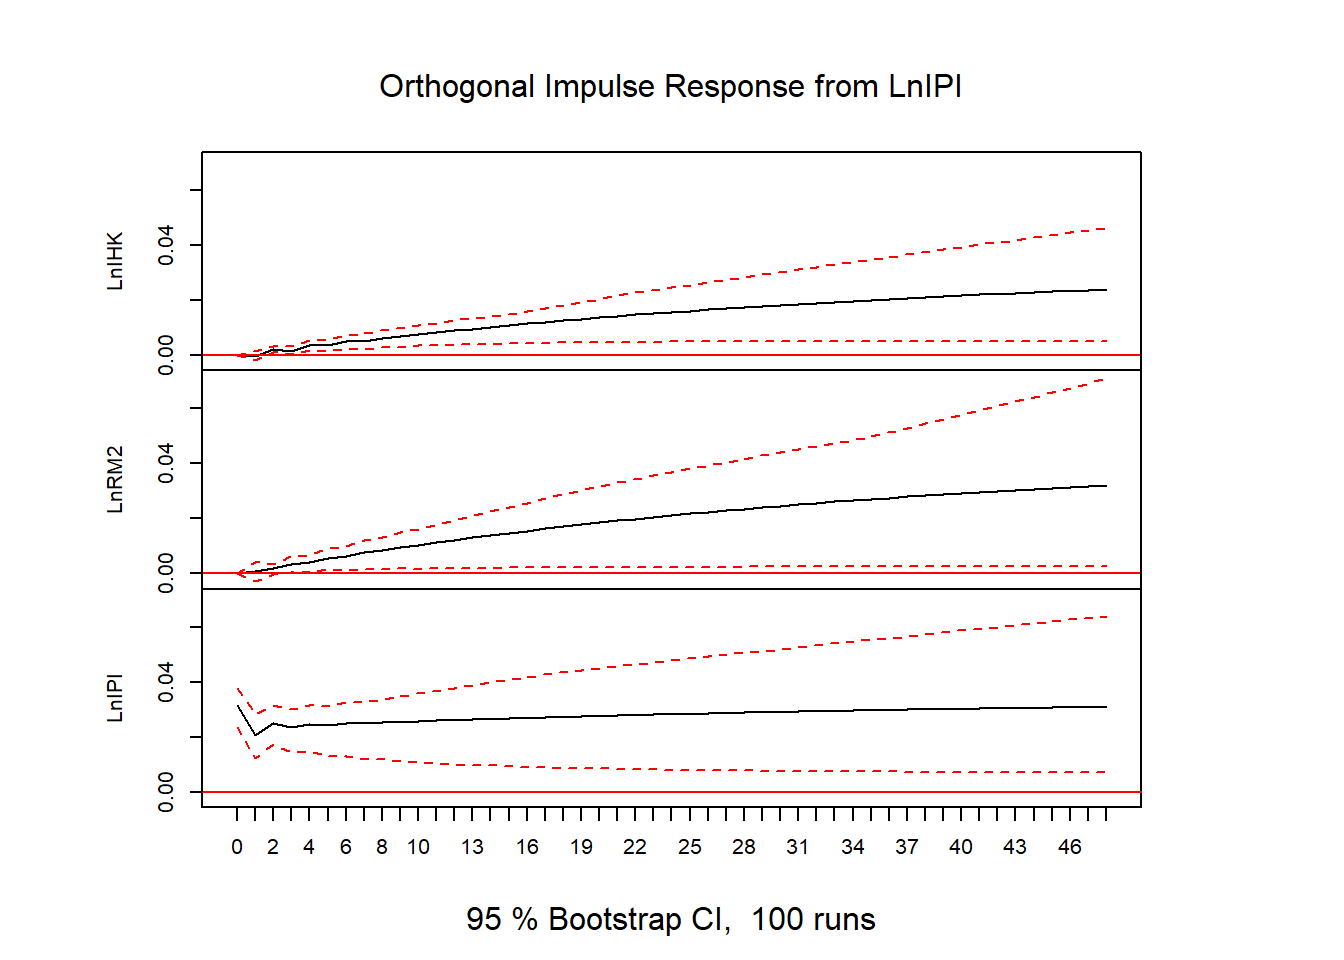 Orthogonal Impulse Response from LnIPI
LnIHK
0.04
0.00
LnRM2
0.04
0.00
LnIPI
0.04
0.00
0 2 4 6 8 10 13 16 19 22 25 28 31 34 37 40 43 46
95 % Bootstrap CI,  100 runs